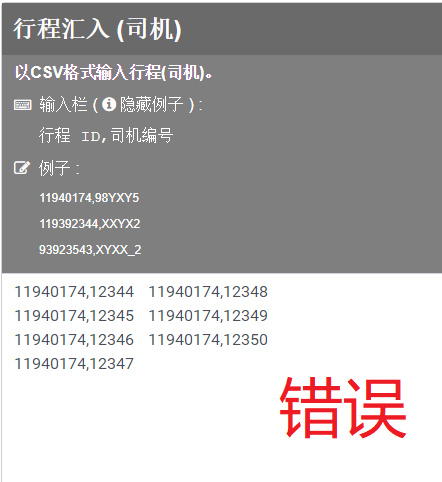 行程汇入 (司机)
以CSV格式输入行程(司机)。
输入栏 ( 隐藏例子 ) :
行程 ID,司机编号
例子 :
11940174,98YXY5
119392344,XXYX2
93923543,XYXX_2
11940174,12344 11940174,12348
11940174,12345 11940174,12349
11940174,12346 11940174,12350
11940174,12347
错误